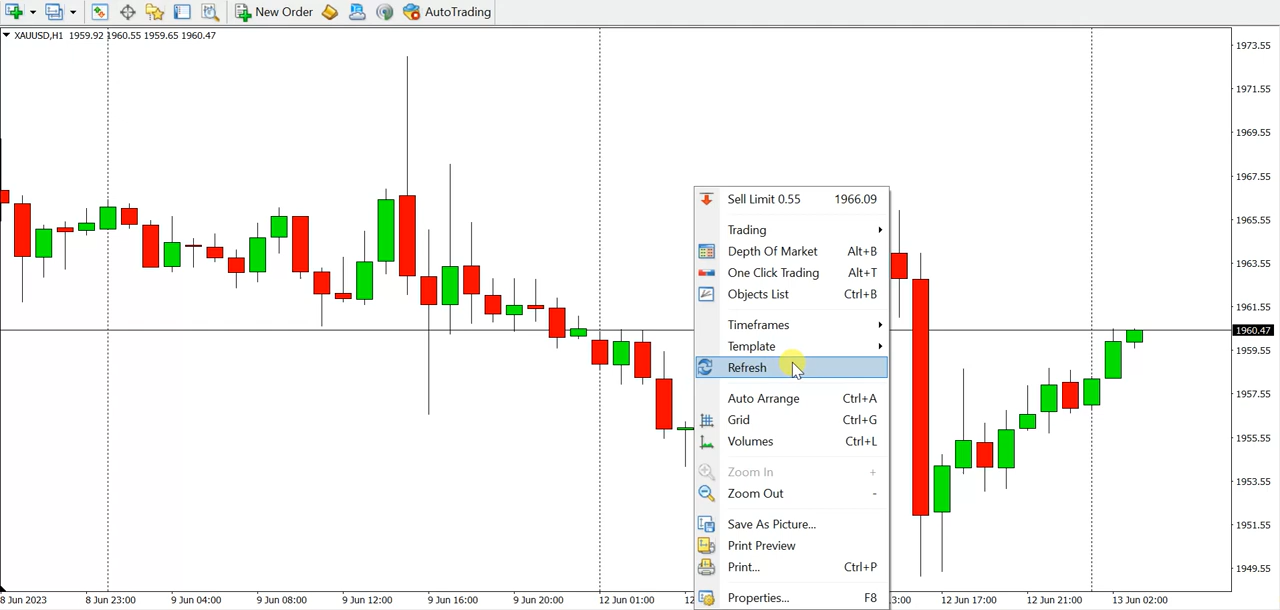 New Order
AutoTrading
XAUUSD,H1 1959.92 1960.55 1959.65 1960.47
1973.55
1971.55
1969.55
1967.55
1965.55
1963.55
1961.55
1960.47
1959.55
1957.55
1955.55
1953.55
1951.55
1949.55
Sell Limit 0.55 1966.09
Trading
Depth Of Market Alt+B
One Click Trading Alt+T
Objects List Ctrl+B
Timeframes
Template
Refresh
Auto Arrange Ctrl+A
Grid Ctrl+G
Volumes Ctrl+L
Zoom In +
Zoom Out -
Save As Picture...
Print Preview
Print... Ctrl+P
Properties... F8
8 Jun 2023 8 Jun 23:00 9 Jun 04:00 9 Jun 08:00 9 Jun 12:00 9 Jun 16:00 9 Jun 20:00 12 Jun 01:00 12 Jun 17:00 12 Jun 21:00 13 Jun 02:00